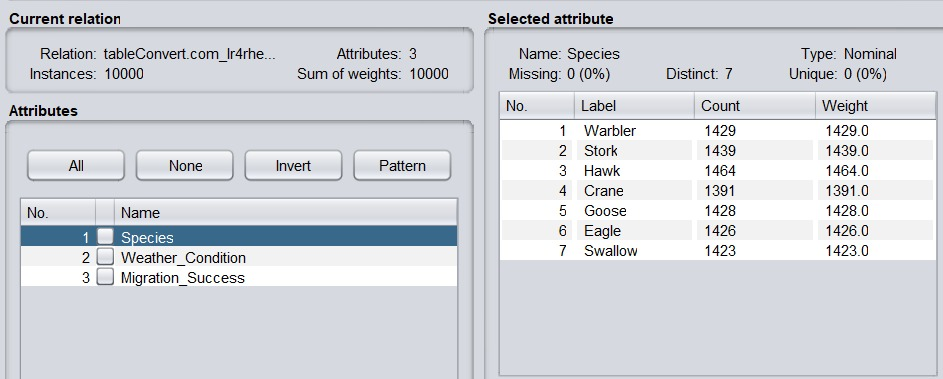 Current relation
Relation: tableConvert.com_lr4rhe... Attributes: 3
Instances: 10000 Sum of weights: 10000
Attributes
All None Invert Pattern
No. Name
1 Species
2 Weather_Condition
3 Migration_Success
Selected attribute
Name: Species Type: Nominal
Missing: 0 (0%) Distinct: 7 Unique: 0 (0%)
No. Label Count Weight
1 Warbler 1429 1429.0
2 Stork 1439 1439.0
3 Hawk 1464 1464.0
4 Crane 1391 1391.0
5 Goose 1428 1428.0
6 Eagle 1426 1426.0
7 Swallow 1423 1423.0